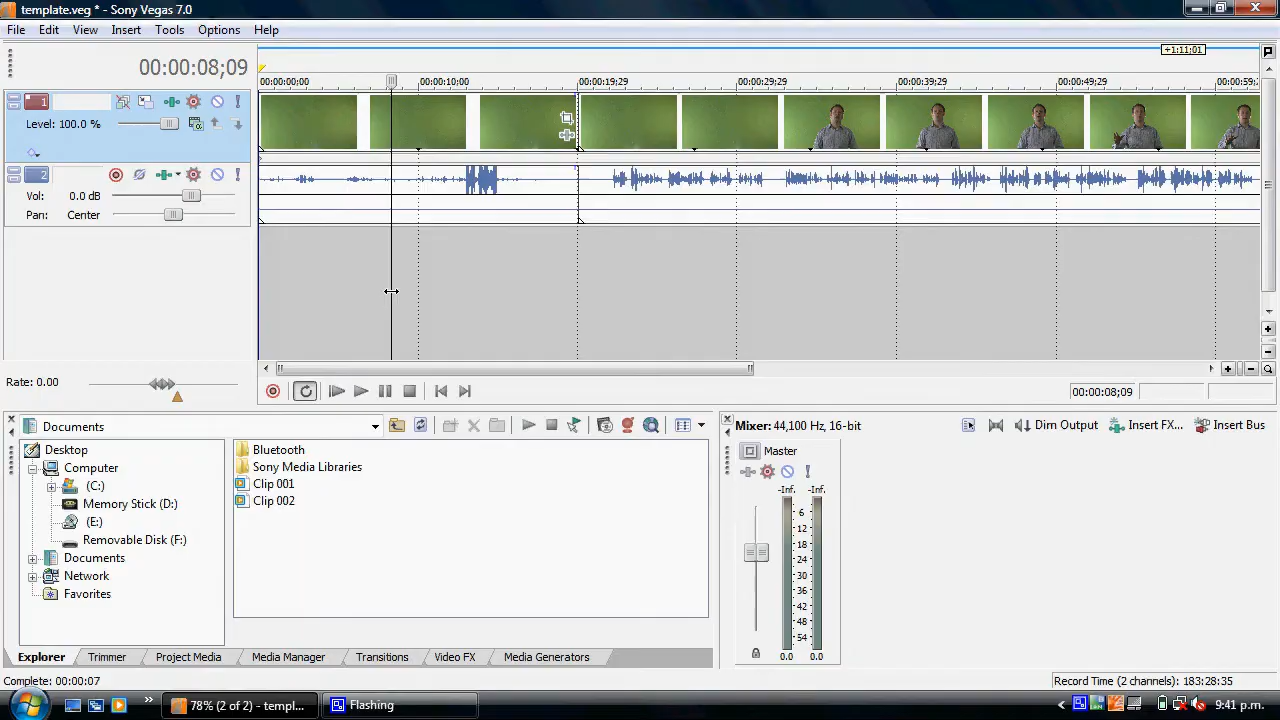 template.veg * - Sony Vegas 7.0
File Edit View Insert Tools Options Help
+1:11;01
00:00:08;09
00:00:00;00 00:00:10;00 00:00:19;29 00:00:29;29 00:00:39;29 00:00:49;29 00:00:59;
1
Level: 100.0 %
2
Vol: 0.0 dB
Pan: Center
Rate: 0.00
00:00:08;09
Documents
Desktop
Computer
(C:)
Memory Stick (D:)
(E:)
Removable Disk (F:)
Documents
Network
Favorites
Bluetooth
Sony Media Libraries
Clip 001
Clip 002
Explorer Trimmer Project Media Media Manager Transitions Video FX Media Generators
Mixer: 44,100 Hz, 16-bit
Dim Output Insert FX... Insert Bus
Master
-Inf. -Inf.
6
12
18
24
30
36
42
48
54
0.0 0.0
Complete: 00:00:07
Record Time (2 channels): 183:28:35
78% (2 of 2) - templ...
Flashing
9:41 p.m.